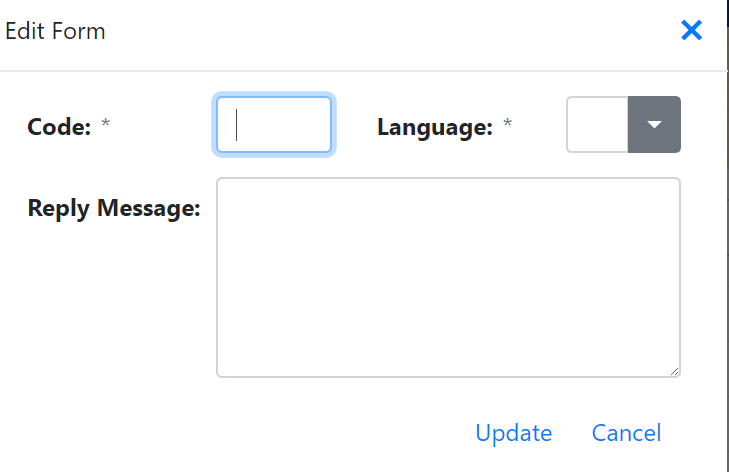 Edit Form
Code: * Language: *
Reply Message:
Update Cancel